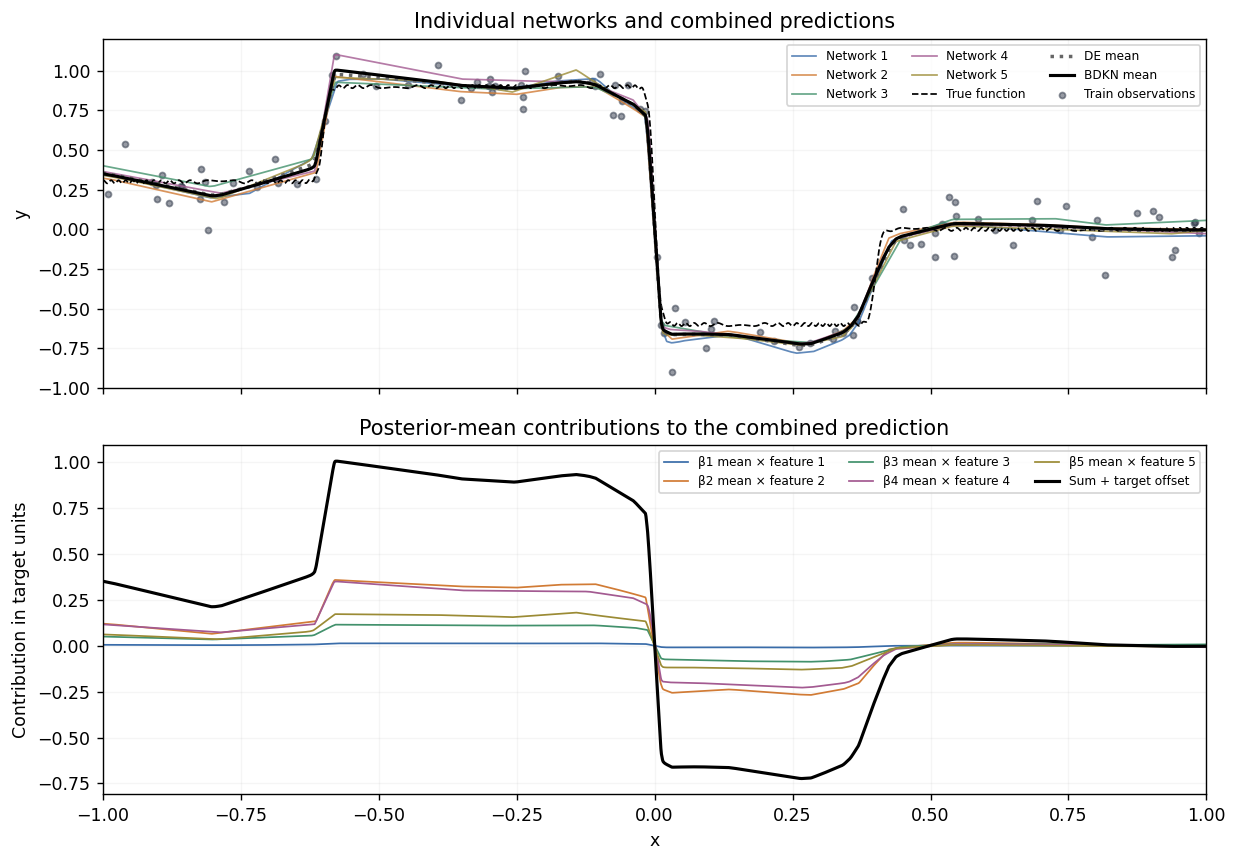 Individual networks and combined predictions
1.00
0.75
0.50
0.25
0.00
−0.25
−0.50
−0.75
−1.00
y
Network 1
Network 2
Network 3
Network 4
Network 5
True function
DE mean
BDKN mean
Train observations
Posterior-mean contributions to the combined prediction
1.00
0.75
0.50
0.25
0.00
−0.25
−0.50
−0.75
Contribution in target units
β1 mean × feature 1
β2 mean × feature 2
β3 mean × feature 3
β4 mean × feature 4
β5 mean × feature 5
Sum + target offset
−1.00 −0.75 −0.50 −0.25 0.00 0.25 0.50 0.75 1.00
x